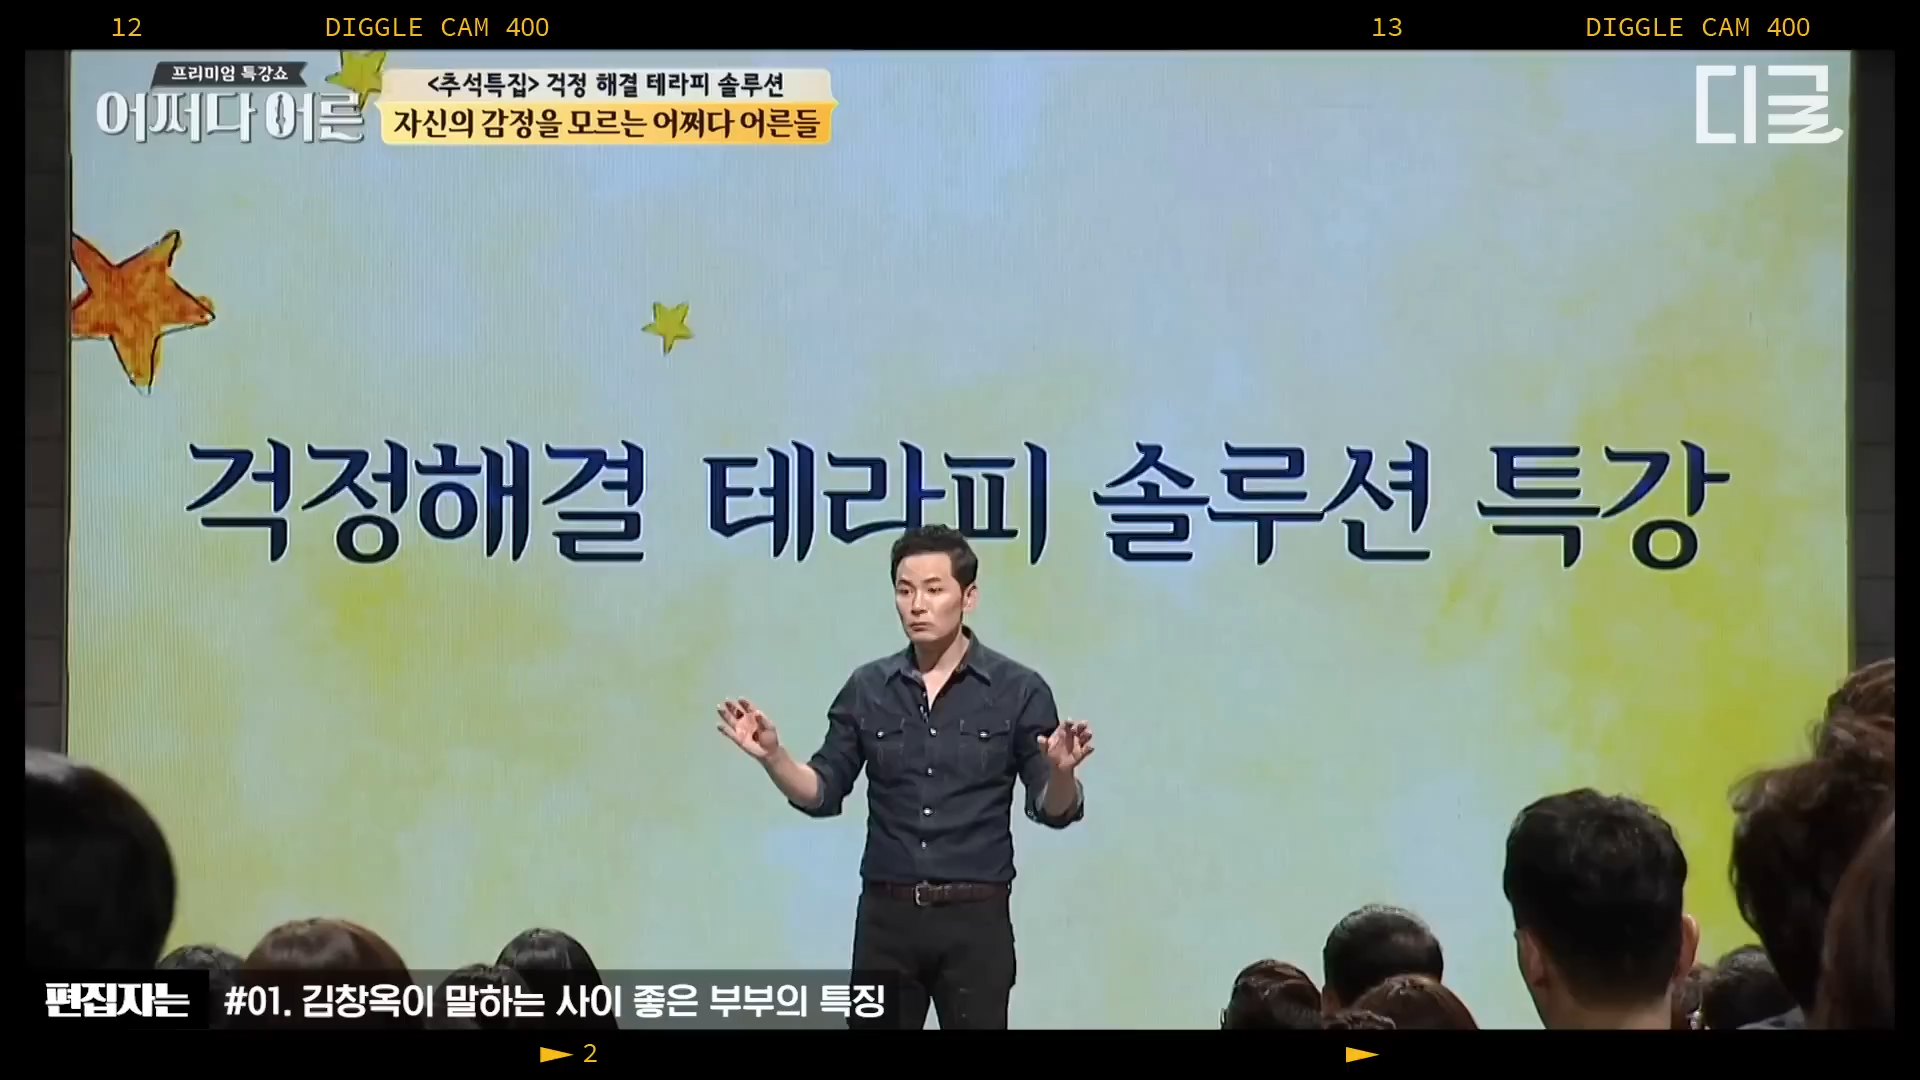 12
DIGGLE CAM 400
13
DIGGLE CAM 400
프리미엄 특강쇼
어쩌다 어른
<추석특집> 걱정 해결 테라피 솔루션
자신의 감정을 모르는 어쩌다 어른들
디글
걱정해결 테라피 솔루션 특강
편집자는
#01. 김창옥이 말하는 사이 좋은 부부의 특징
2